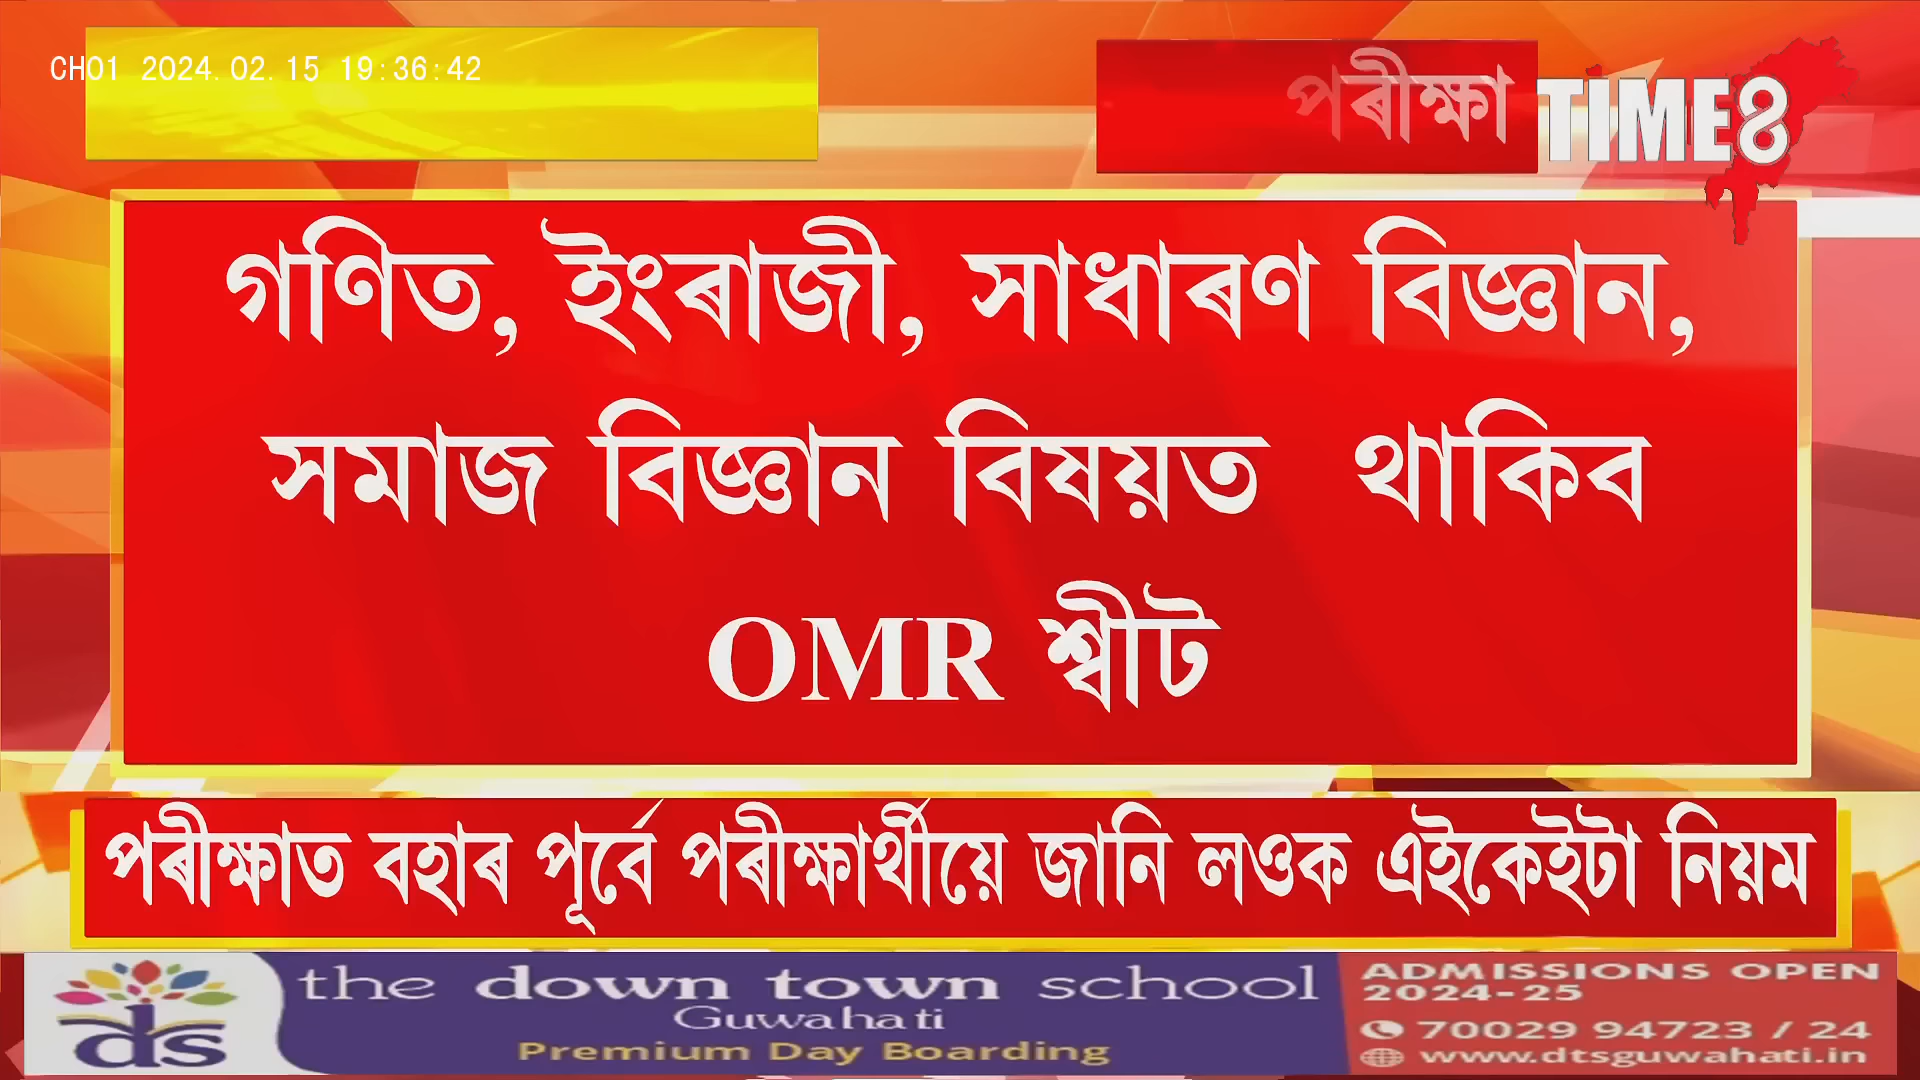 CH01 2024.02.15 19:36:42
পৰীক্ষা
TIME8
গণিত, ইংৰাজী, সাধাৰণ বিজ্ঞান,
সমাজ বিজ্ঞান বিষয়ত থাকিব
OMR শ্বীট
পৰীক্ষাত বহাৰ পূৰ্বে পৰীক্ষাৰ্থীয়ে জানি লওক এইকেইটা নিয়ম
ds
the down town school
Guwahati
Premium Day Boarding
ADMISSIONS OPEN
2024-25
70029 94723 / 24
www.dtsguwahati.in